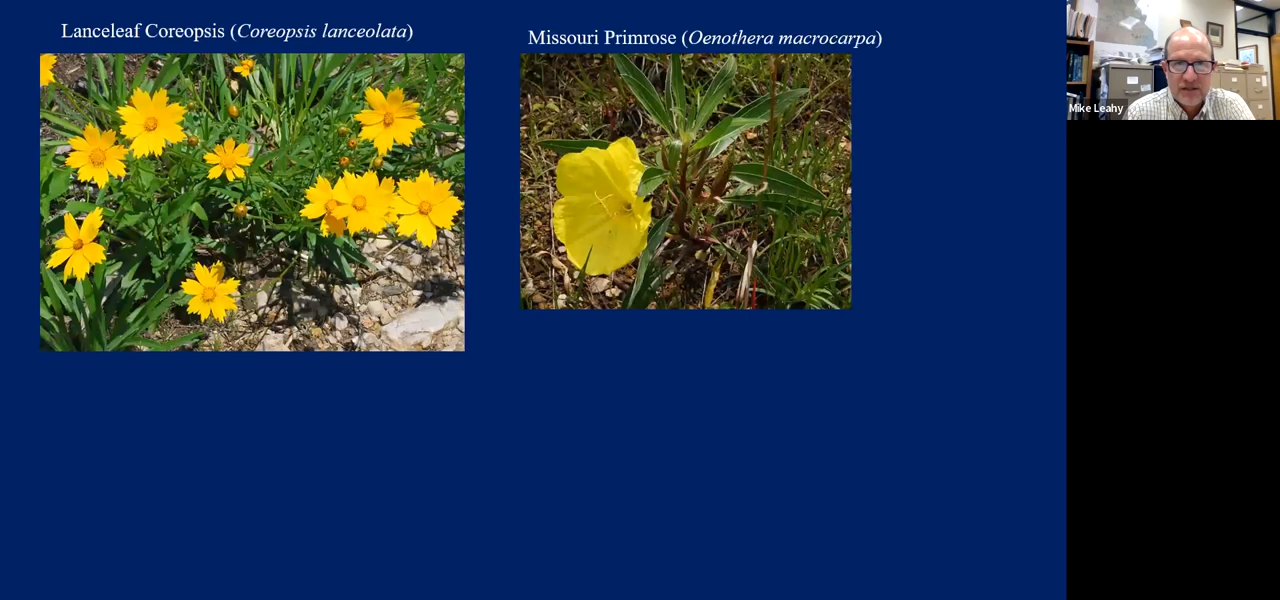 Lanceleaf Coreopsis (Coreopsis lanceolata)
Missouri Primrose (Oenothera macrocarpa)
Mike Leahy